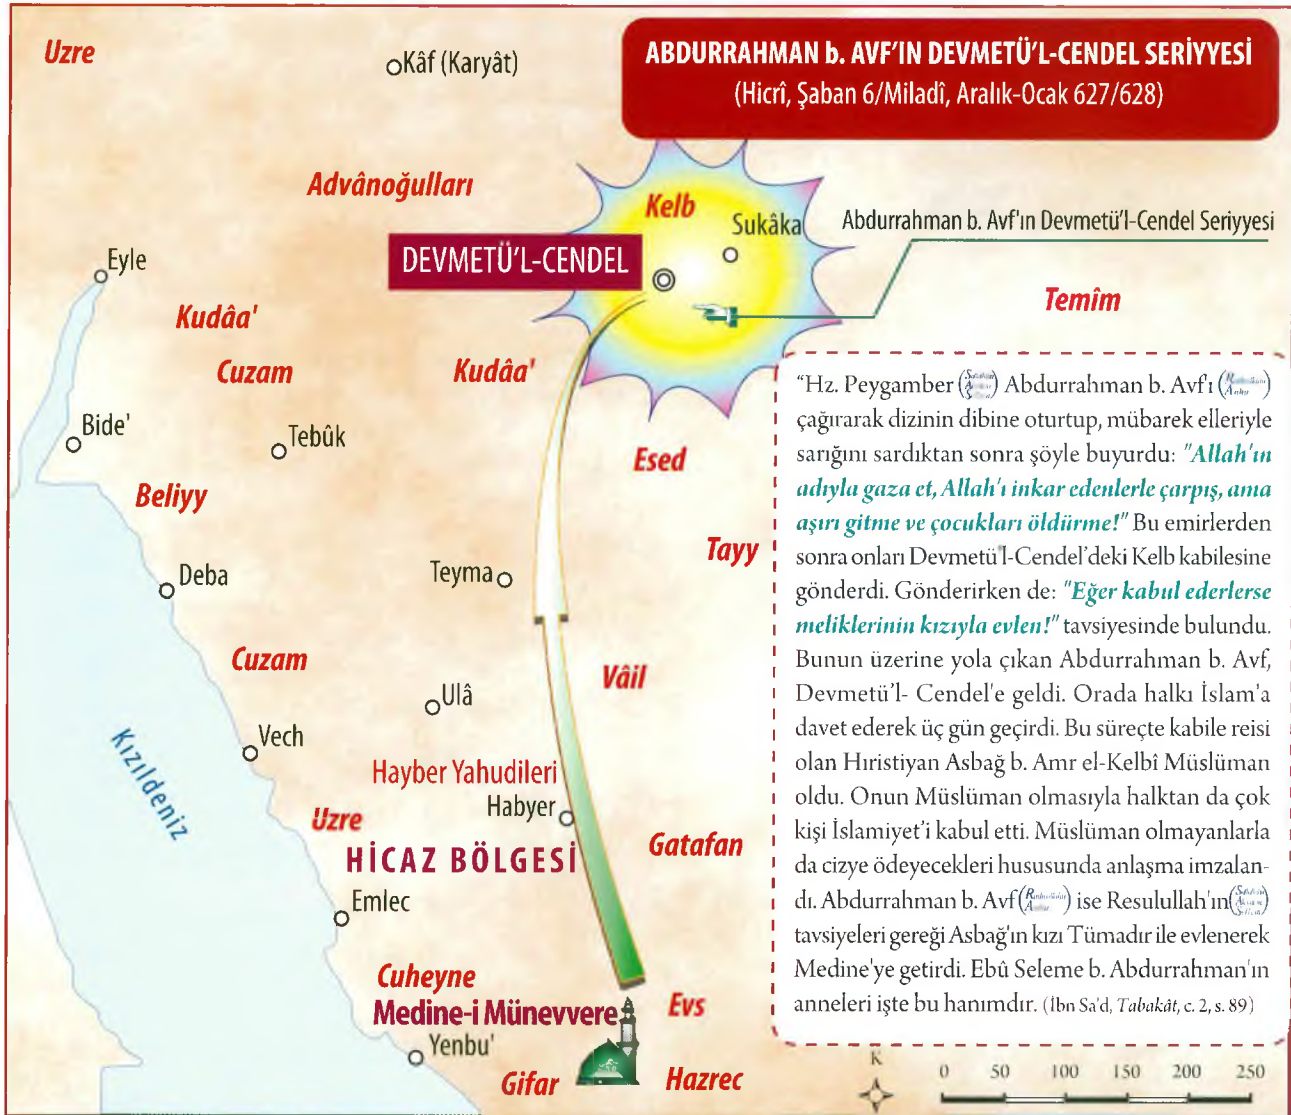 ABDURRAHMAN b. AVF'IN DEVMETÜ'L-CENDEL SERİYYESİ
(Hicrî, Şaban 6/Miladî, Aralık-Ocak 627/628)
Uzre
Kâf (Karyât)
Advânoğulları
Kelb
Sukâka
Abdurrahman b. Avf'ın Devmetü'l-Cendel Seriyyesi
DEVMETÜ'L-CENDEL
Eyle
Temîm
Kudâa'
Cuzam
Kudâa'
Bide'
Tebûk
Esed
Beliyy
Tayy
Deba
Teyma
Cuzam
Vâil
Ulâ
Vech
Kızıldeniz
Hayber Yahudileri
Habyer
Uzre
HİCAZ BÖLGESİ
Gatafan
Emlec
Cuheyne
Medine-i Münevvere
Evs
Yenbu'
Gifar
Hazrec
"Hz. Peygamber Abdurrahman b. Avf'ı
çağırarak dizinin dibine oturtup, mübarek elleriyle
sarığını sardıktan sonra şöyle buyurdu: "Allah'ın
adıyla gaza et, Allah'ı inkar edenlerle çarpış, ama
aşırı gitme ve çocukları öldürme!" Bu emirlerden
sonra onları Devmetü'l-Cendel'deki Kelb kabilesine
gönderdi. Gönderirken de: "Eğer kabul ederlerse
meliklerinin kızıyla evlen!" tavsiyesinde bulundu.
Bunun üzerine yola çıkan Abdurrahman b. Avf,
Devmetü'l- Cendel'e geldi. Orada halkı İslam'a
davet ederek üç gün geçirdi. Bu süreçte kabile reisi
olan Hıristiyan Asbağ b. Amr el-Kelbî Müslüman
oldu. Onun Müslüman olmasıyla halktan da çok
kişi İslamiyet'i kabul etti. Müslüman olmayanlarla
da cizye ödeyecekleri hususunda anlaşma imzalan-
dı. Abdurrahman b. Avf ise Resulullah'ın
tavsiyeleri gereği Asbağ'ın kızı Tümadır ile evlenerek
Medine'ye getirdi. Ebû Seleme b. Abdurrahman'ın
anneleri işte bu hanımdır. (İbn Sa'd, Tabakât, c. 2, s. 89)
K
0 50 100 150 200 250